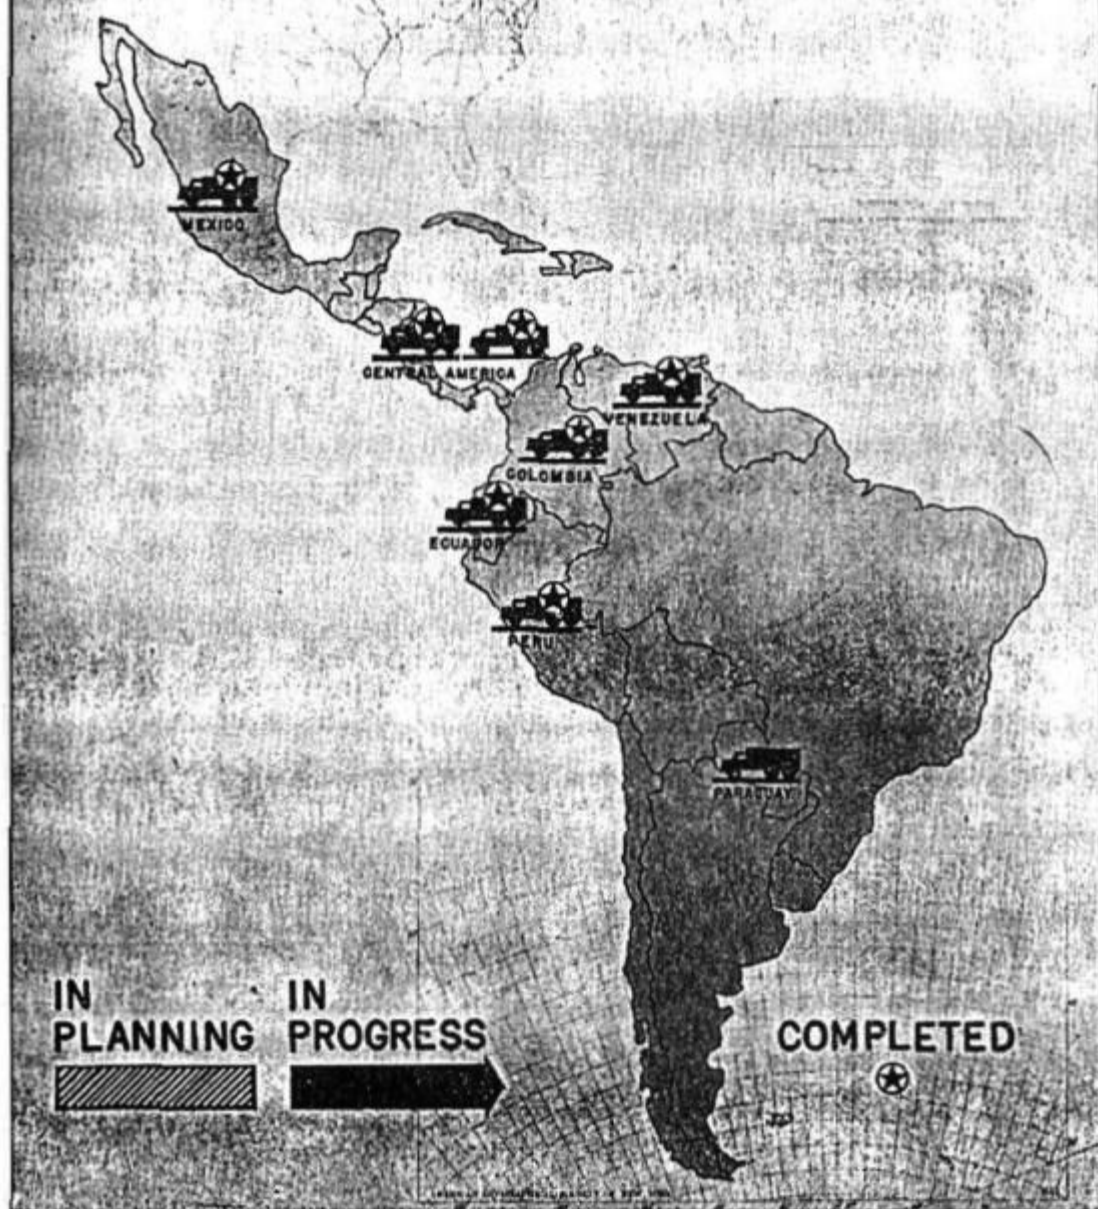 MEXICO
CENTRAL AMERICA
VENEZUELA
COLOMBIA
ECUADOR
PERU
PARAGUAY
IN
PLANNING
IN
PROGRESS
COMPLETED